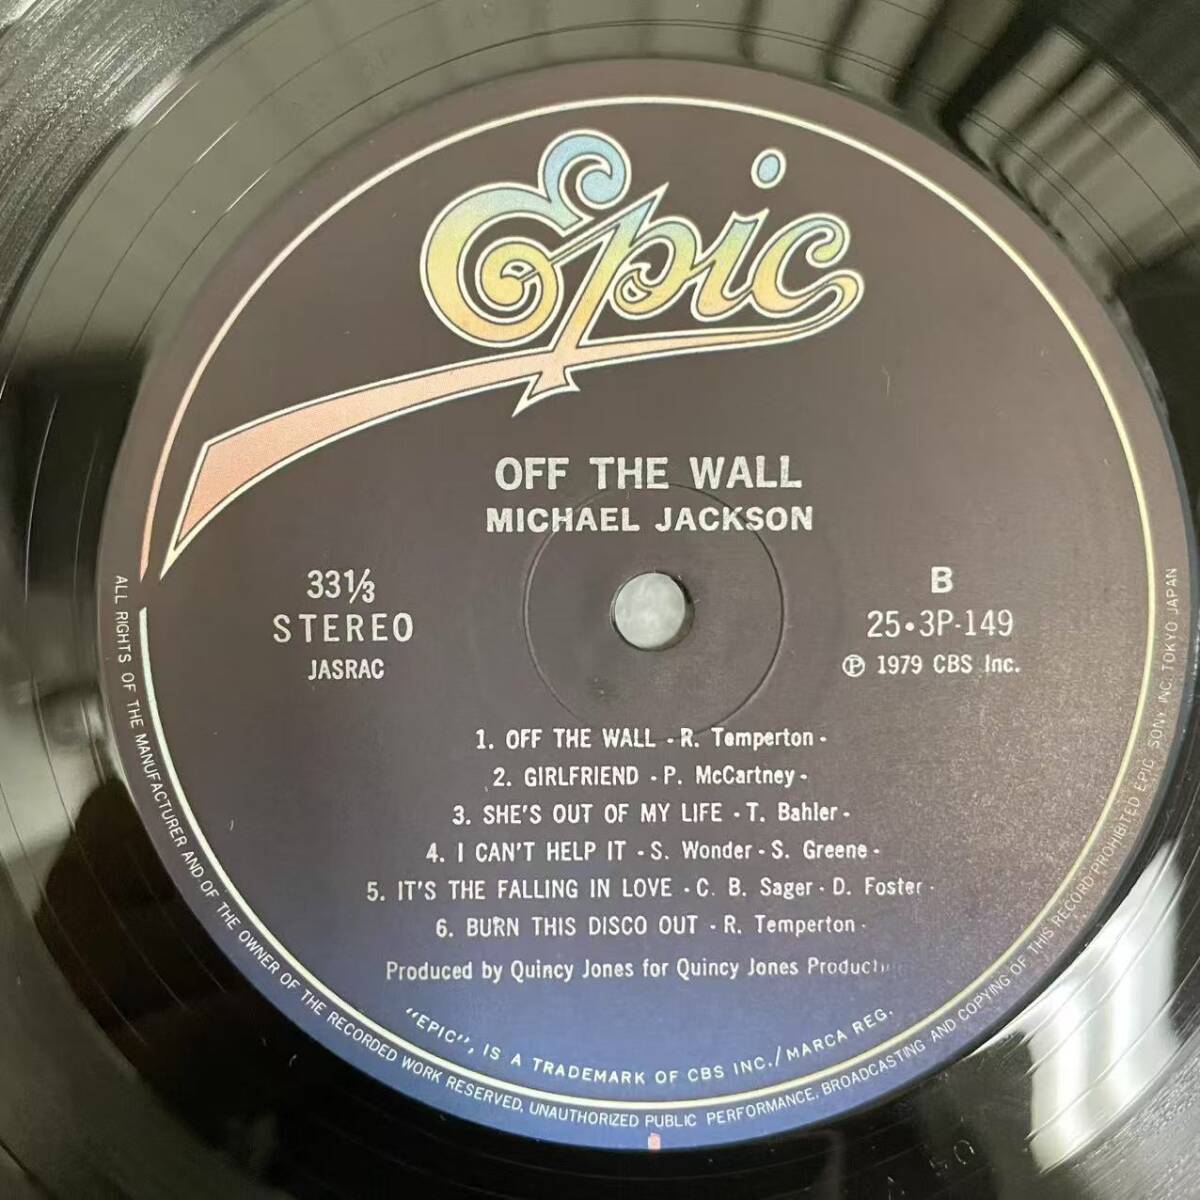 Epic
OFF THE WALL
MICHAEL JACKSON
33⅓
STEREO
JASRAC
B
25•3P-149
Ⓟ 1979 CBS Inc.
1. OFF THE WALL - R. Temperton -
2. GIRLFRIEND - P. McCartney -
3. SHE'S OUT OF MY LIFE - T. Bahler -
4. I CAN'T HELP IT - S. Wonder - S. Greene -
5. IT'S THE FALLING IN LOVE - C. B. Sager - D. Foster -
6. BURN THIS DISCO OUT - R. Temperton -
Produced by Quincy Jones for Quincy Jones
"EPIC", IS A TRADEMARK OF CBS INC./MARCA REG.
ALL RIGHTS OF THE MANUFACTURER AND OF THE OWNER OF THE RECORDED WORK RESERVED, UNAUTHORIZED PUBLIC PERFORMANCE, BROADCASTING AND COPYING OF THIS RECORD PROHIBITED EPIC SONY INC. TOKYO JAPAN